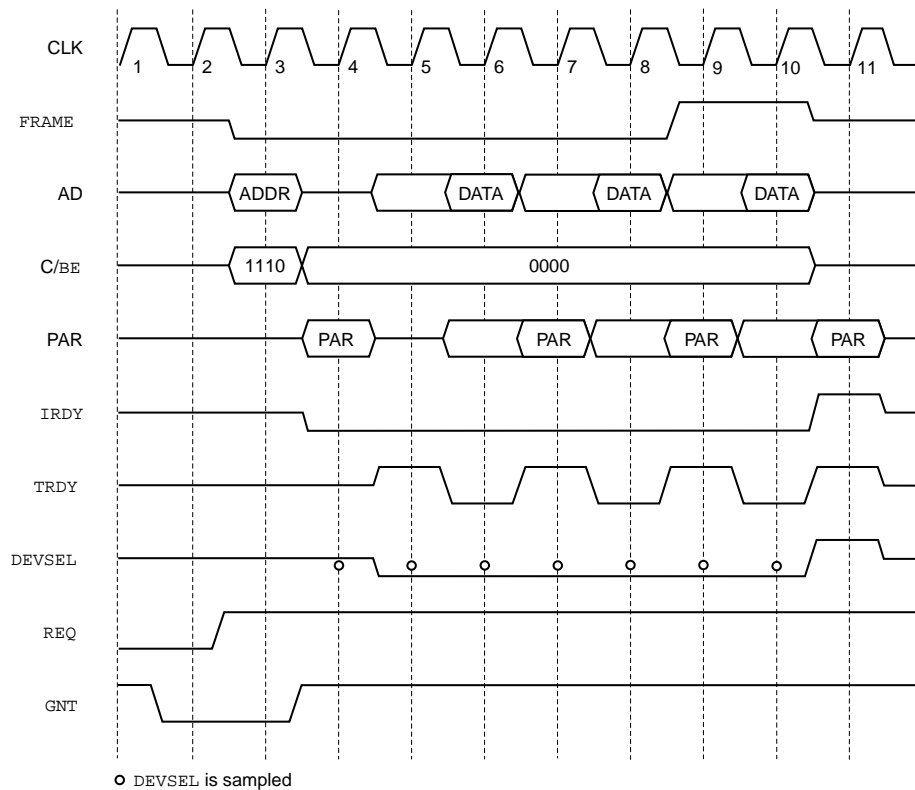 CLK
1 2 3 4 5 6 7 8 9 10 11
FRAME
AD
ADDR DATA DATA DATA
C/BE
1110 0000
PAR
PAR PAR PAR PAR
IRDY
TRDY
DEVSEL
REQ
GNT
DEVSEL is sampled